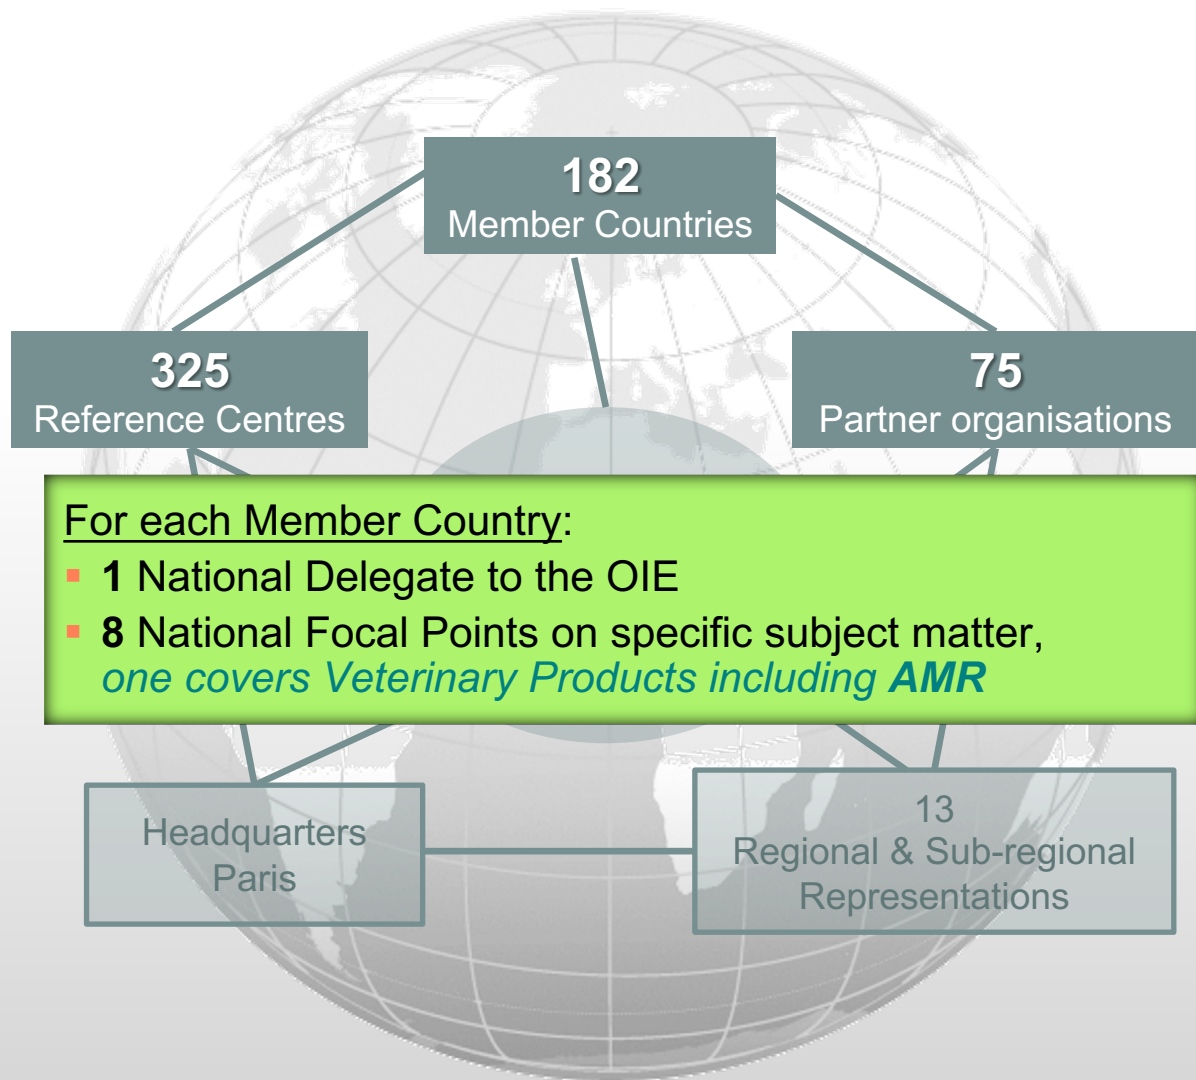 182
Member Countries
325
Reference Centres
75
Partner organisations
For each Member Country:
▪ 1 National Delegate to the OIE
▪ 8 National Focal Points on specific subject matter,
one covers Veterinary Products including AMR
Headquarters
Paris
13
Regional & Sub-regional
Representations